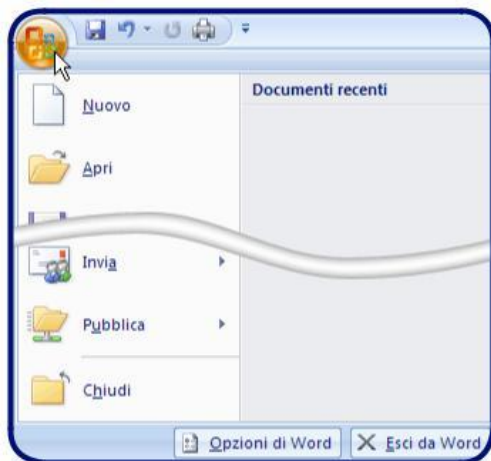 Documenti recenti
Nuovo
Apri
Invia
Pubblica
Chiudi
Opzioni di Word
Esci da Word